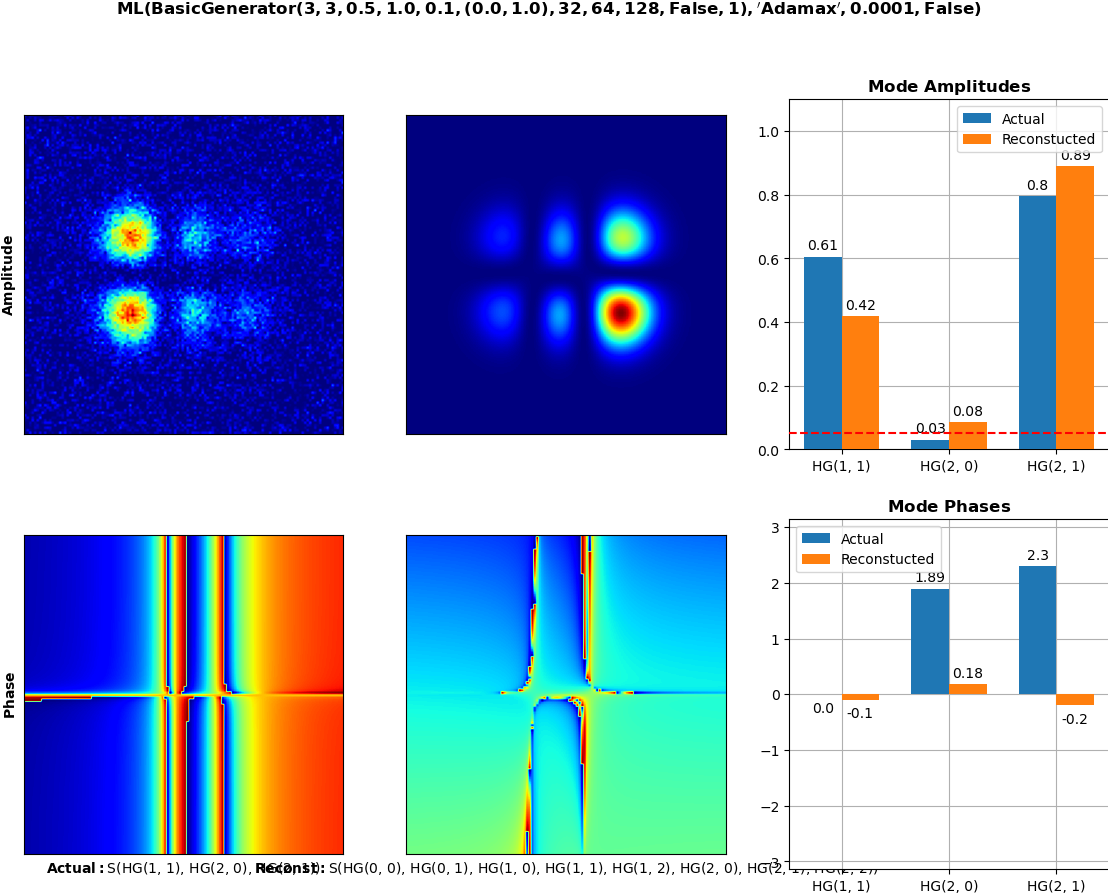 ML(BasicGenerator(3, 3, 0.5, 1.0, 0.1, (0.0, 1.0), 32, 64, 128, False, 1), 'Adamax', 0.0001, False)
Mode Amplitudes
Amplitude
1.0
0.8
0.6
0.4
0.2
0.0
Actual
Reconstucted
0.61
0.42
0.03
0.08
0.8
0.89
HG(1, 1)
HG(2, 0)
HG(2, 1)
Mode Phases
Phase
3
2
1
0
−1
−2
−3
Actual
Reconstucted
0.0
-0.1
1.89
0.18
2.3
-0.2
HG(1, 1)
HG(2, 0)
HG(2, 1)
Actual: S(HG(1, 1), HG(2, 0), HG(2, 1))
Reconst: S(HG(0, 0), HG(0, 1), HG(1, 0), HG(1, 1), HG(1, 2), HG(2, 0), HG(2, 1), HG(2, 2))